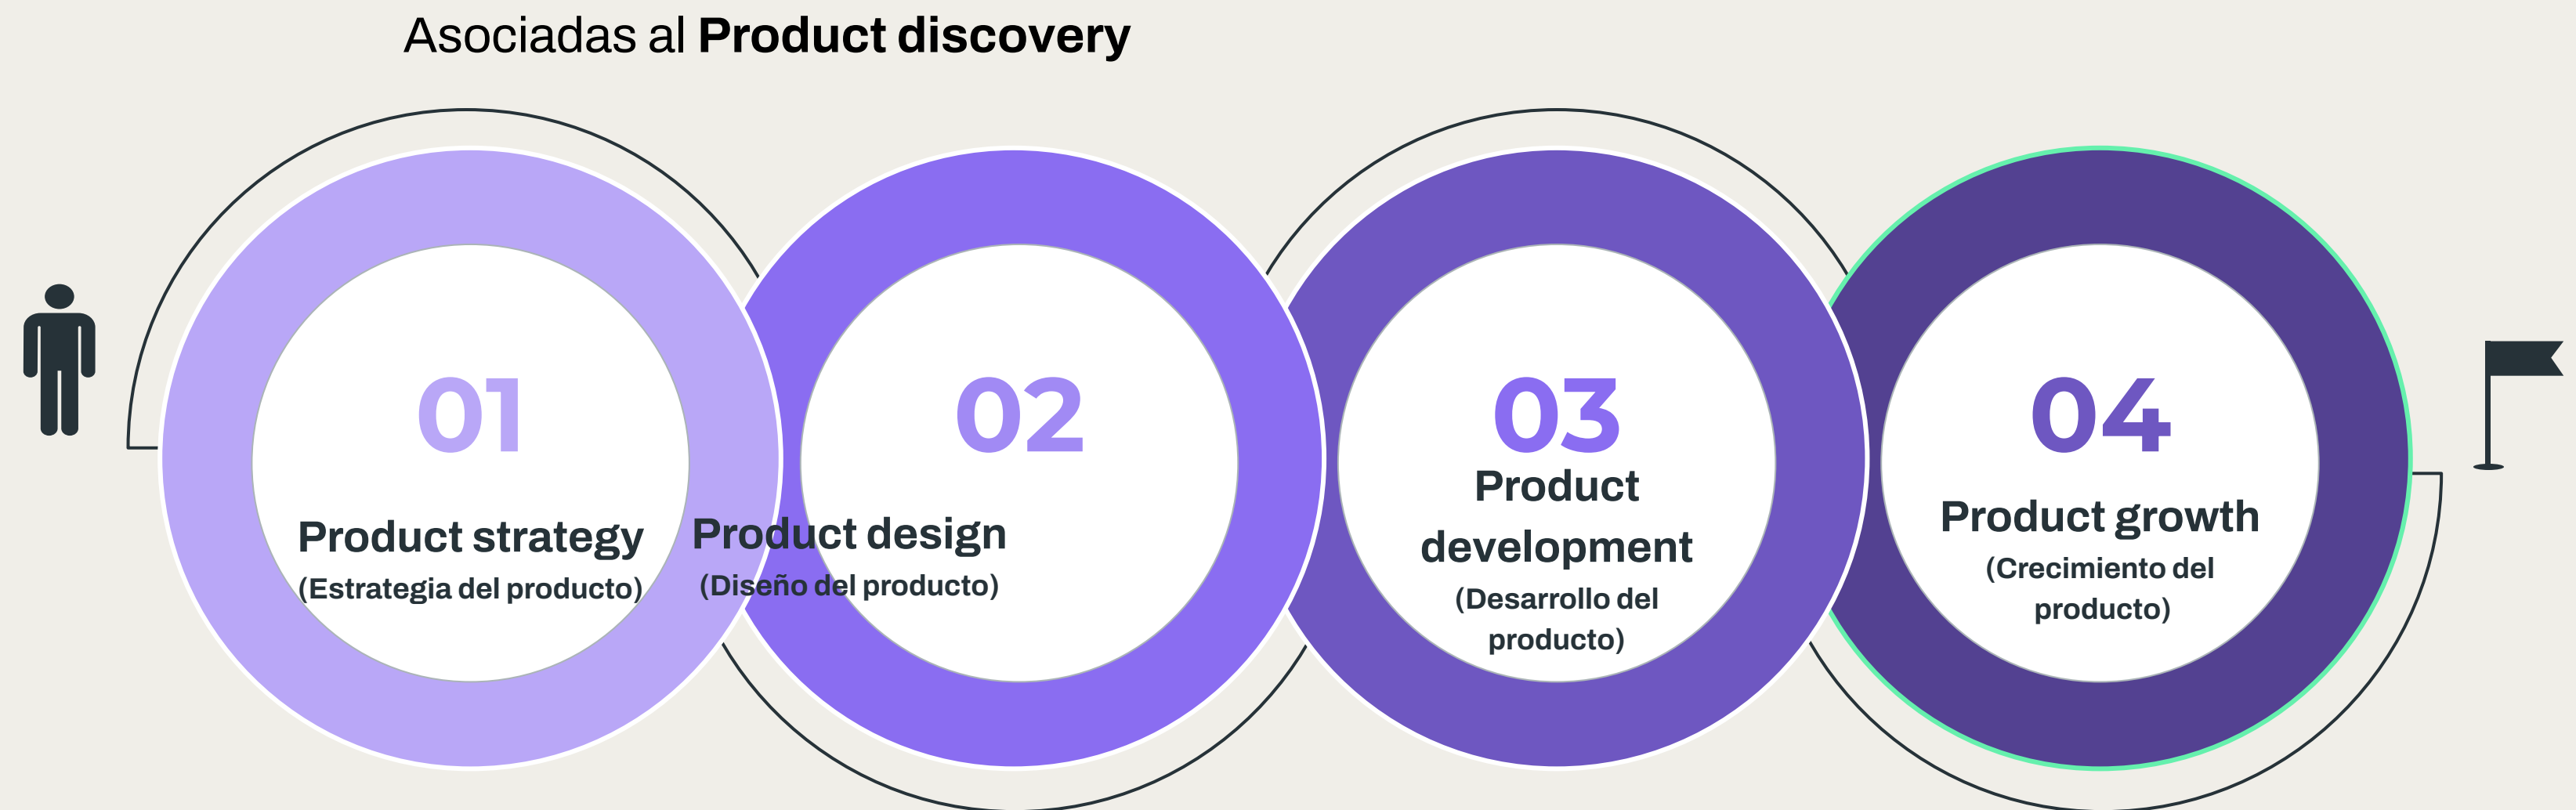 Asociadas al Product discovery
01
Product strategy
(Estrategia del producto)
02
Product design
(Diseño del producto)
03
Product
development
(Desarrollo del
producto)
04
Product growth
(Crecimiento del
producto)